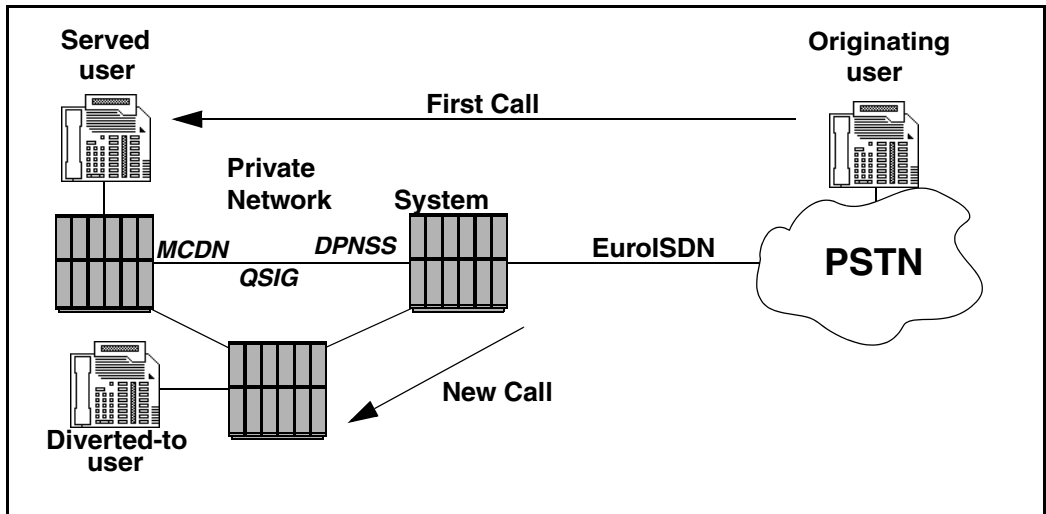 Served
user
Originating
user
First Call
Private
Network
System
MCDN
DPNSS
QSIG
EuroISDN
PSTN
New Call
Diverted-to
user